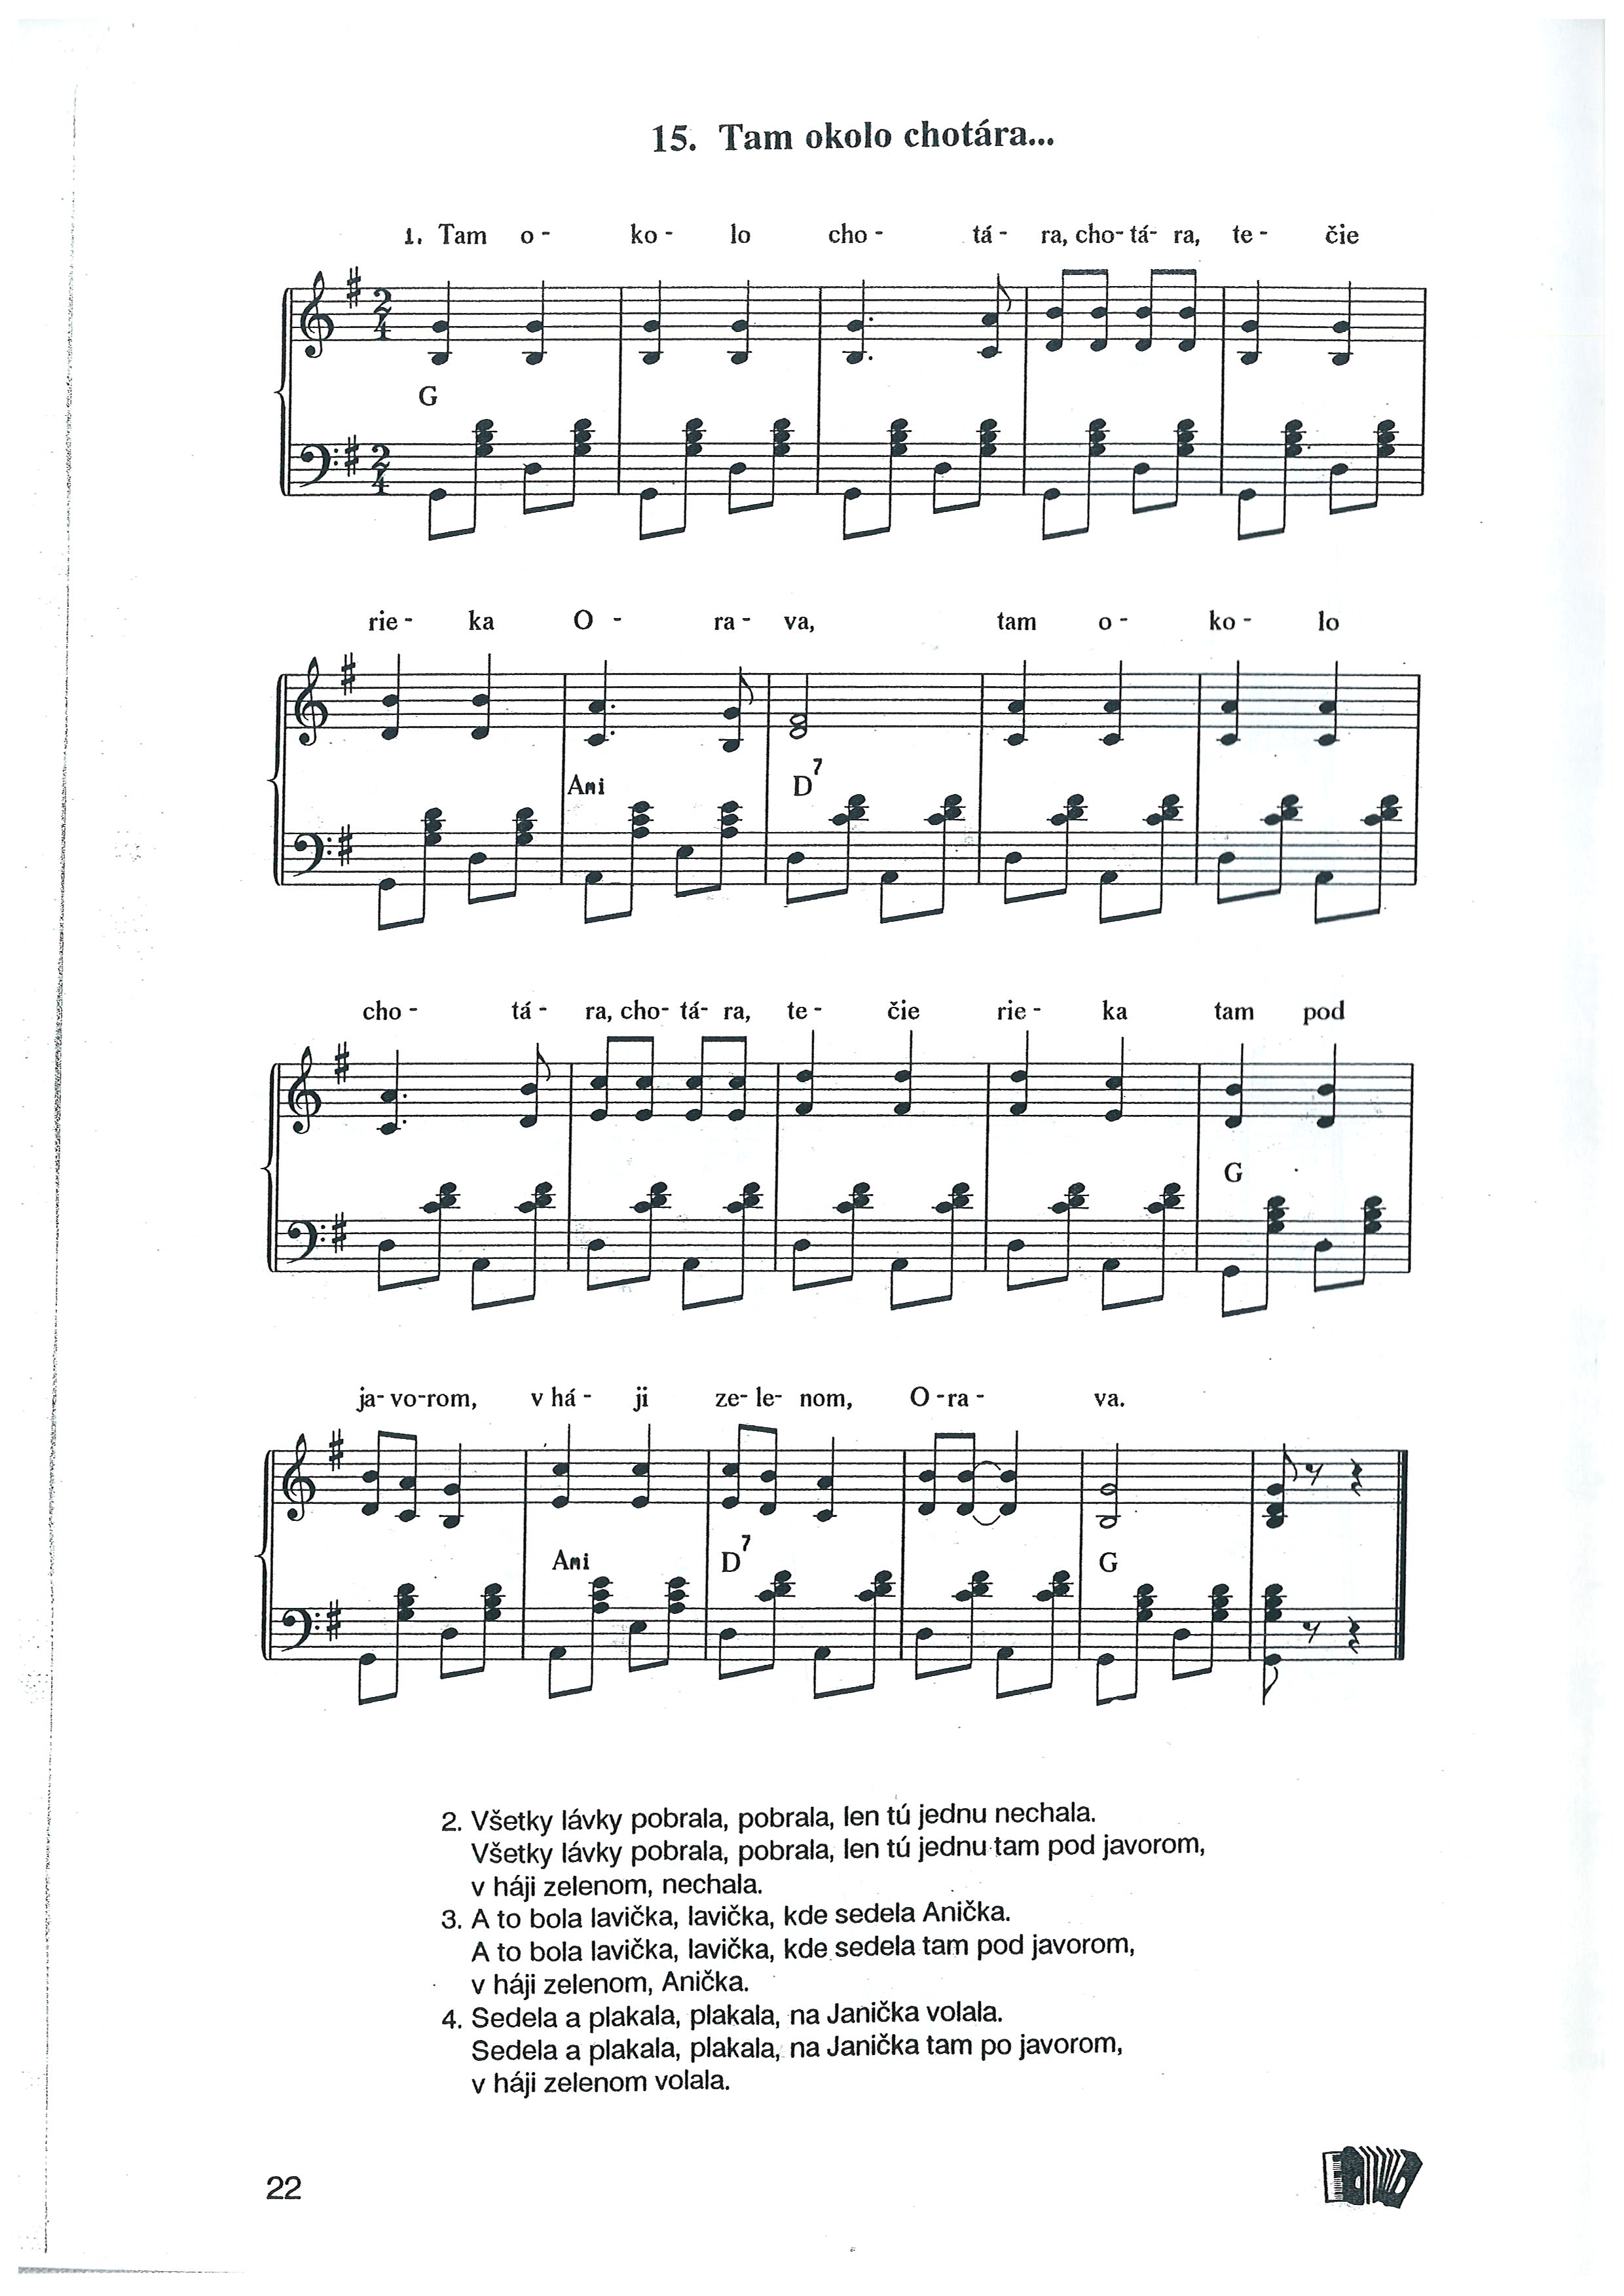 15. Tam okolo chotára...
1. Tam o - ko - lo cho - tá - ra, cho- tá- ra, te - čie
G
rie - ka O - ra - va, tam o - ko - lo
Ami D7
cho - tá - ra, cho- tá- ra, te - čie rie - ka tam pod
G
ja- vo-rom, v há - ji ze- le- nom, O -ra - va.
Ami D7 G
2. Všetky lávky pobrala, pobrala, len tú jednu nechala.
Všetky lávky pobrala, pobrala, len tú jednu tam pod javorom,
v háji zelenom, nechala.
3. A to bola lavička, lavička, kde sedela Anička.
A to bola lavička, lavička, kde sedela tam pod javorom,
v háji zelenom, Anička.
4. Sedela a plakala, plakala, na Janička volala.
Sedela a plakala, plakala, na Janička tam po javorom,
v háji zelenom volala.
22